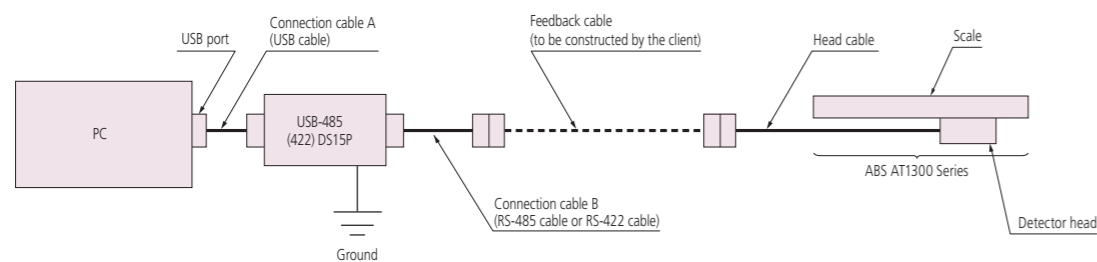 Connection cable A
(USB cable)
USB port
Feedback cable
(to be constructed by the client)
Head cable
Scale
PC
USB-485
(422) DS15P
ABS AT1300 Series
Connection cable B
(RS-485 cable or RS-422 cable)
Detector head
Ground